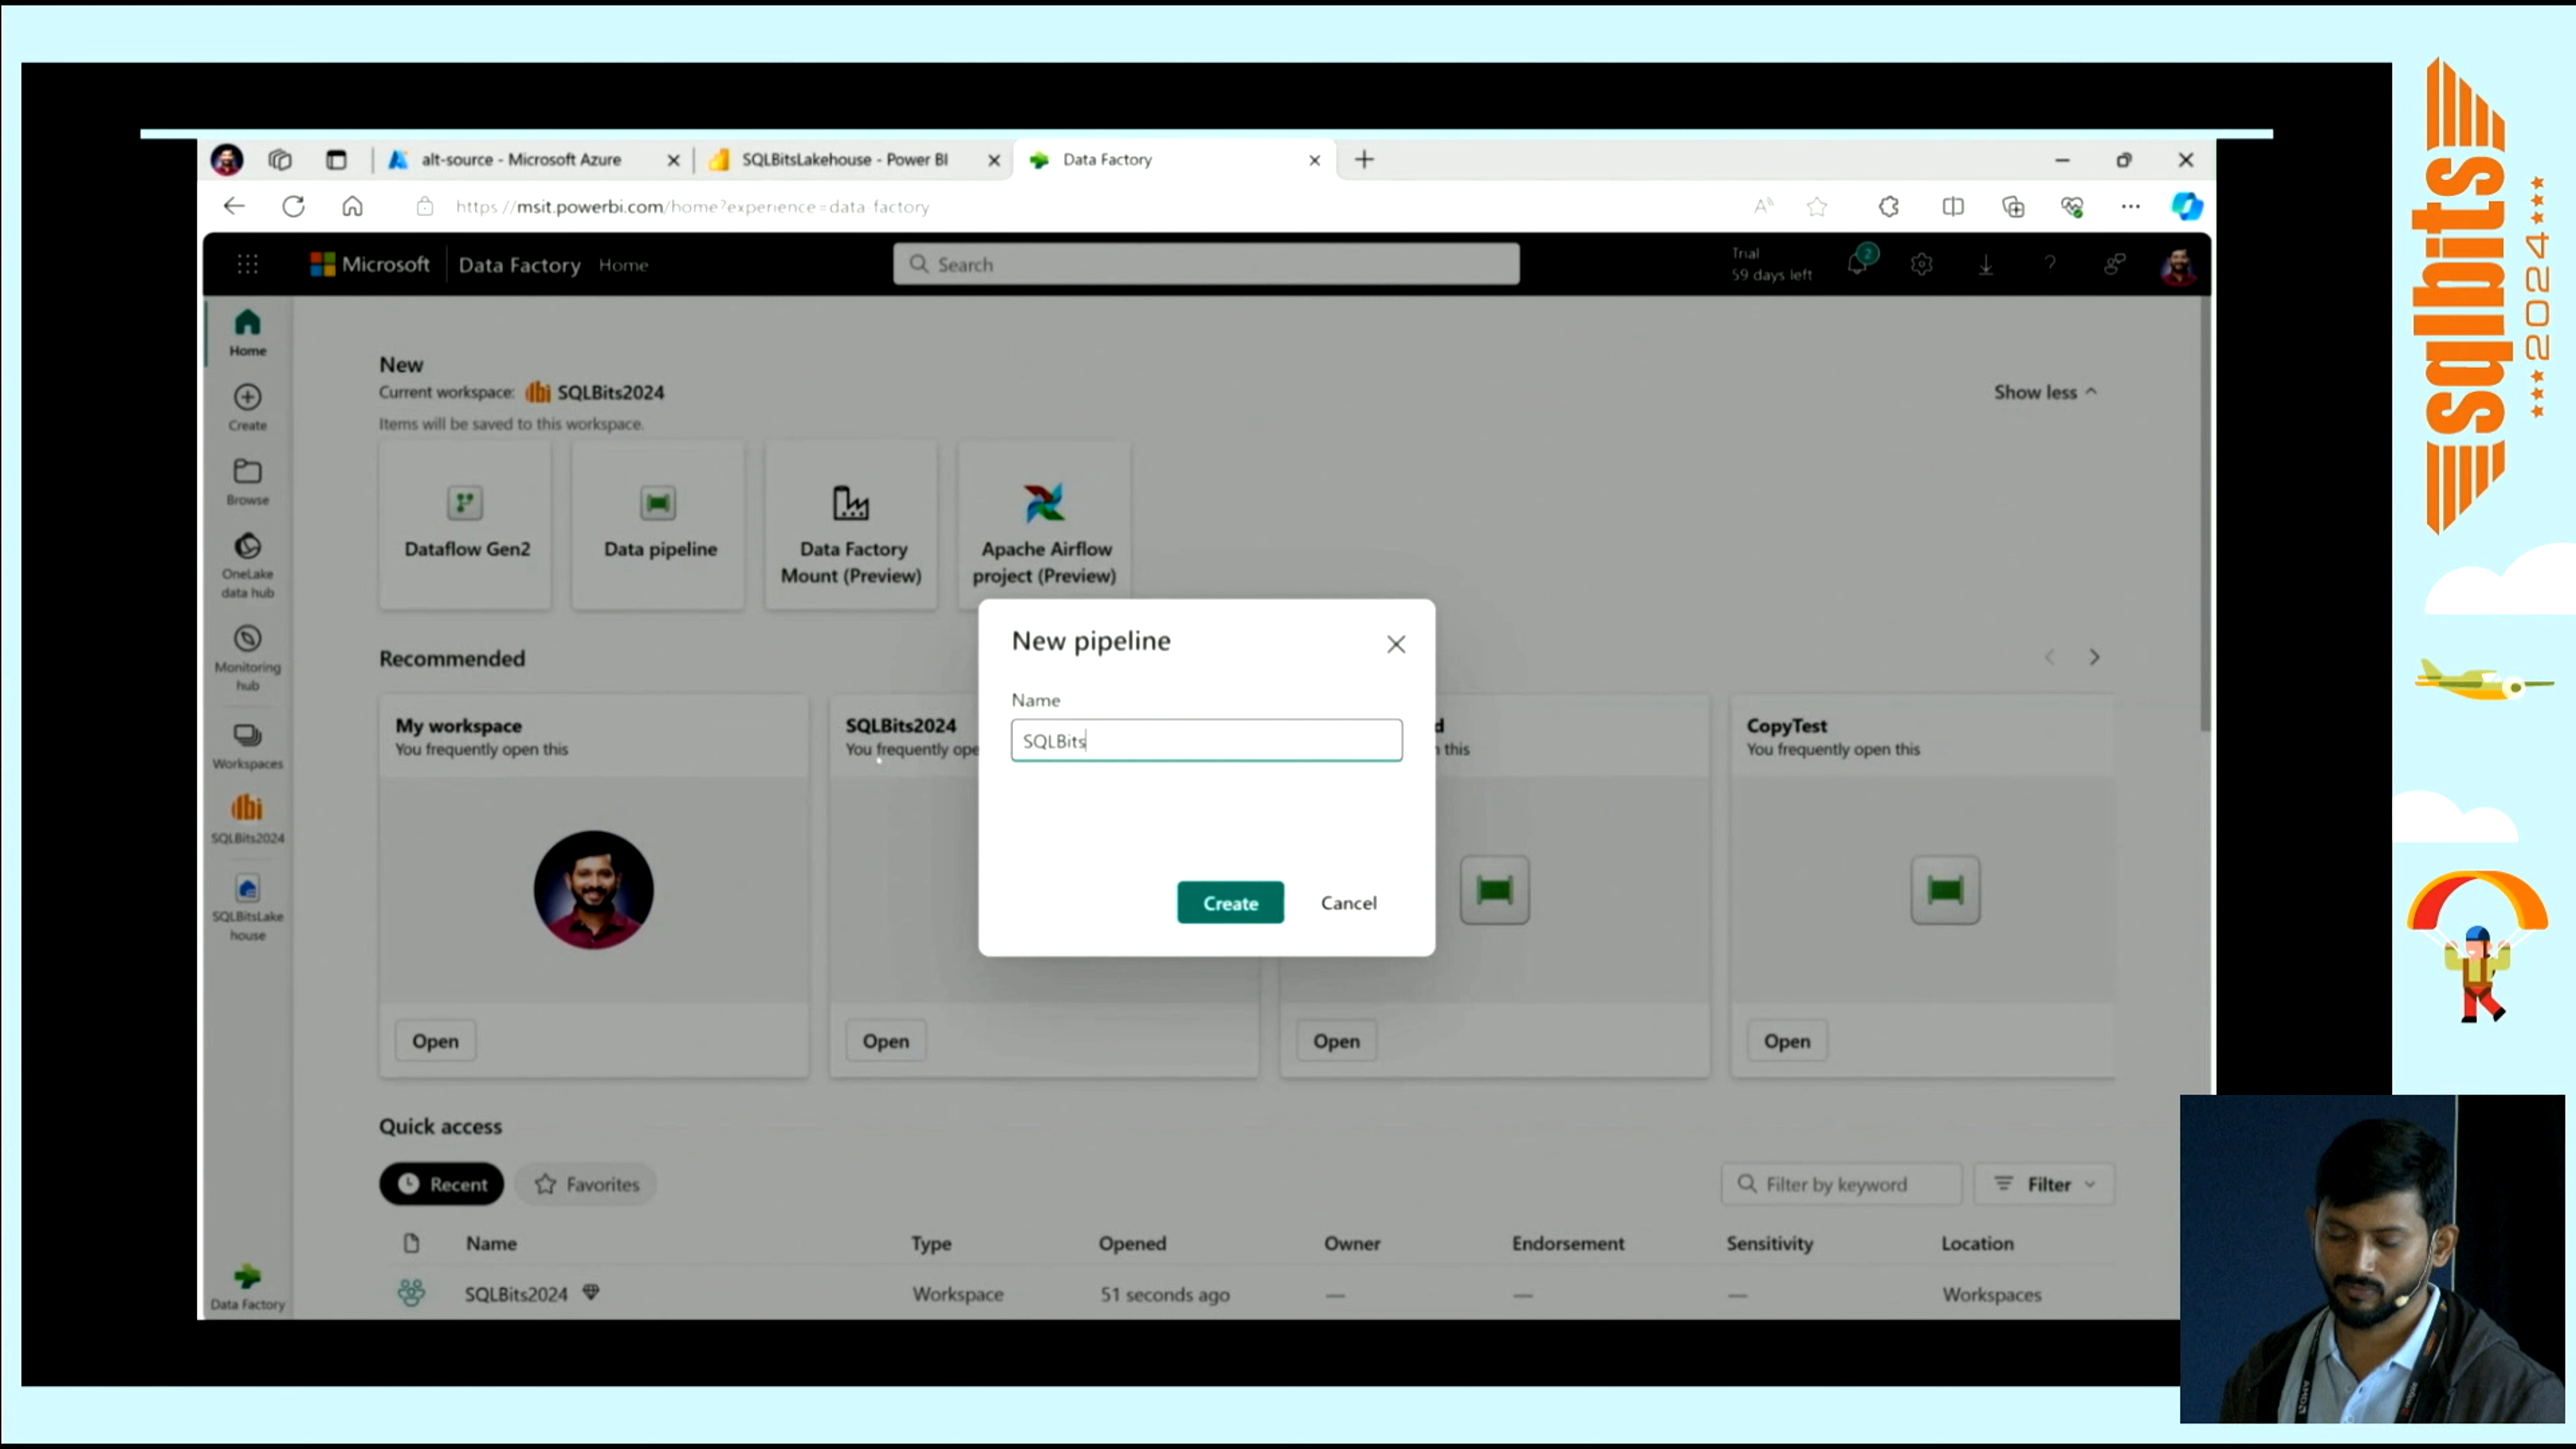 alt-source - Microsoft Azure
SQLBitsLakehouse - Power BI
Data Factory
https://msit.powerbi.com/home?experience=data factory
Microsoft
Data Factory
Home
Search
Trial
59 days left
2
Home
Create
Browse
OneLake
data hub
Monitoring
hub
Workspaces
SQLBits2024
SQLBitsLake
house
Data Factory
New
Current workspace: SQLBits2024
Items will be saved to this workspace.
Show less
Dataflow Gen2
Data pipeline
Data Factory
Mount (Preview)
Apache Airflow
project (Preview)
Recommended
My workspace
You frequently open this
SQLBits2024
You frequently ope
d
this
CopyTest
You frequently open this
New pipeline
Name
SQLBits
Create
Cancel
Open
Open
Open
Open
Quick access
Recent
Favorites
Filter by keyword
Filter
Name
Type
Opened
Owner
Endorsement
Sensitivity
Location
SQLBits2024
Workspace
51 seconds ago
—
—
—
Workspaces
sqlbits
2024